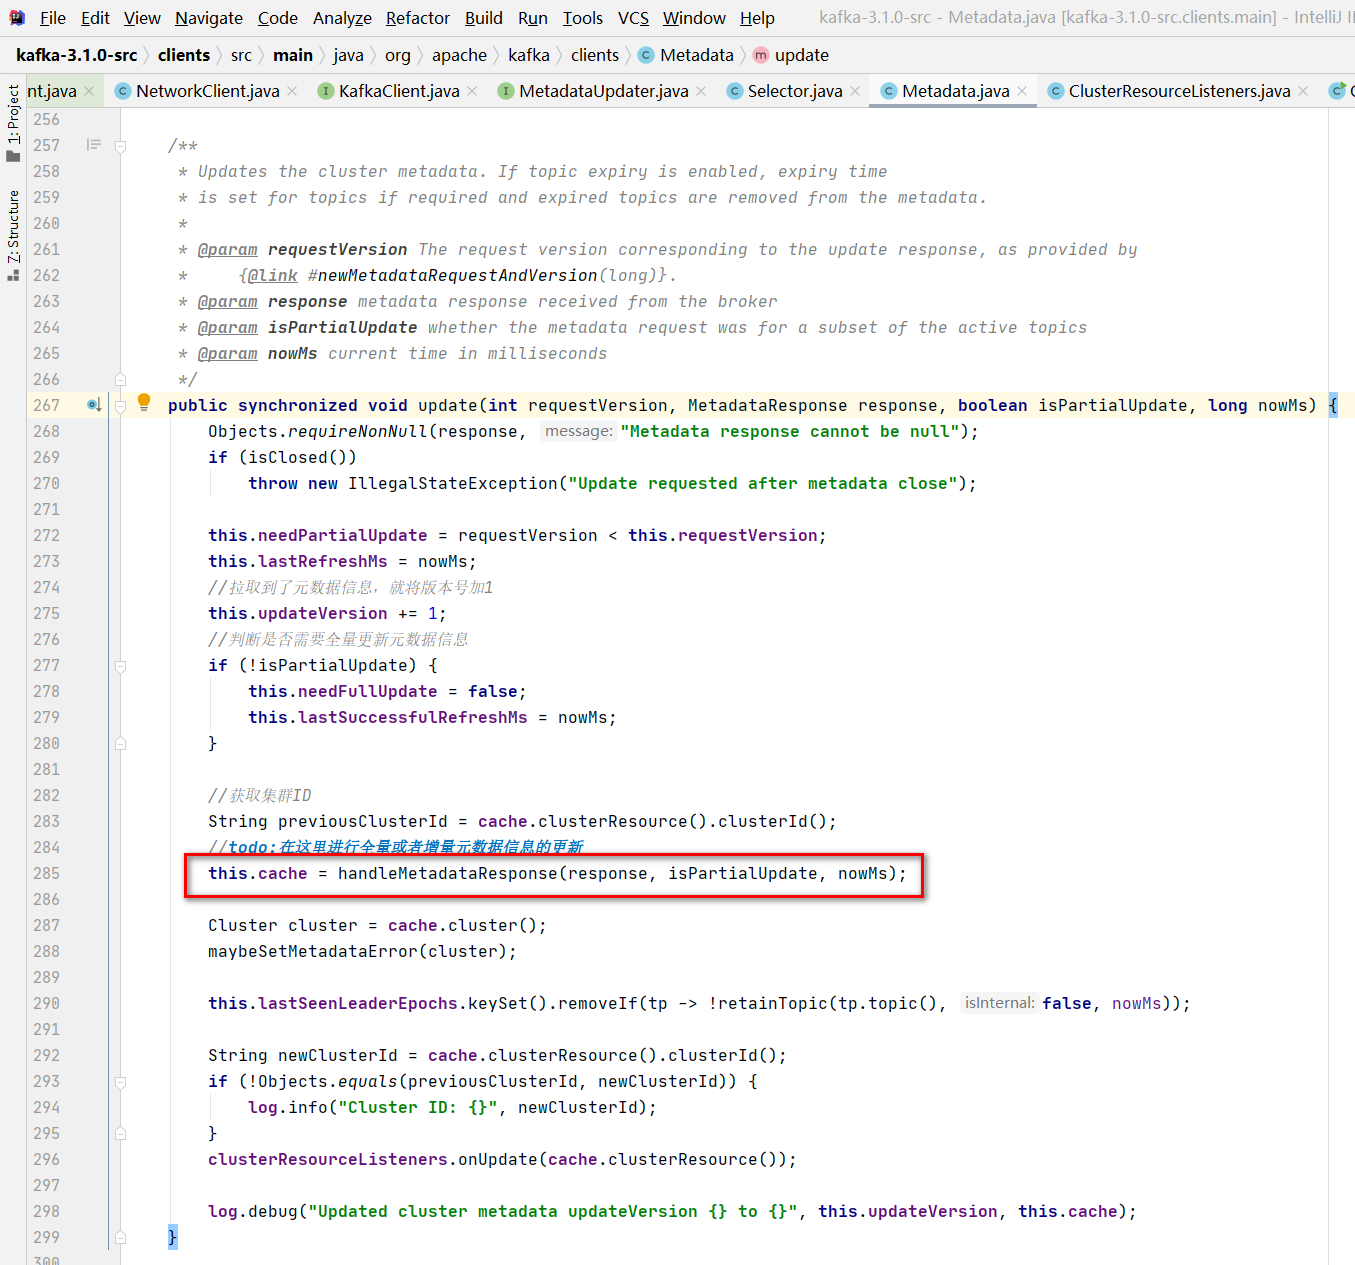 File Edit View Navigate Code Analyze Refactor Build Run Tools VCS Window Help kafka-3.1.0-src - Metadata.java [kafka-3.1.0-src.clients.main] - IntelliJ
kafka-3.1.0-src clients src main java org apache kafka clients Metadata update
nt.java NetworkClient.java KafkaClient.java MetadataUpdater.java Selector.java Metadata.java ClusterResourceListeners.java
1: Project
7: Structure
256
257 /**
258 * Updates the cluster metadata. If topic expiry is enabled, expiry time
259 * is set for topics if required and expired topics are removed from the metadata.
260 *
261 * @param requestVersion The request version corresponding to the update response, as provided by
262 * {@link #newMetadataRequestAndVersion(long)}.
263 * @param response metadata response received from the broker
264 * @param isPartialUpdate whether the metadata request was for a subset of the active topics
265 * @param nowMs current time in milliseconds
266 */
267 public synchronized void update(int requestVersion, MetadataResponse response, boolean isPartialUpdate, long nowMs) {
268 Objects.requireNonNull(response, message: "Metadata response cannot be null");
269 if (isClosed())
270 throw new IllegalStateException("Update requested after metadata close");
271
272 this.needPartialUpdate = requestVersion < this.requestVersion;
273 this.lastRefreshMs = nowMs;
274 //拉取到了元数据信息，就将版本号加1
275 this.updateVersion += 1;
276 //判断是否需要全量更新元数据信息
277 if (!isPartialUpdate) {
278 this.needFullUpdate = false;
279 this.lastSuccessfulRefreshMs = nowMs;
280 }
281
282 //获取集群ID
283 String previousClusterId = cache.clusterResource().clusterId();
284 //todo:在这里进行全量或者增量元数据信息的更新
285 this.cache = handleMetadataResponse(response, isPartialUpdate, nowMs);
286
287 Cluster cluster = cache.cluster();
288 maybeSetMetadataError(cluster);
289
290 this.lastSeenLeaderEpochs.keySet().removeIf(tp -> !retainTopic(tp.topic(), isInternal: false, nowMs));
291
292 String newClusterId = cache.clusterResource().clusterId();
293 if (!Objects.equals(previousClusterId, newClusterId)) {
294 log.info("Cluster ID: {}", newClusterId);
295 }
296 clusterResourceListeners.onUpdate(cache.clusterResource());
297
298 log.debug("Updated cluster metadata updateVersion {} to {}", this.updateVersion, this.cache);
299 }
300